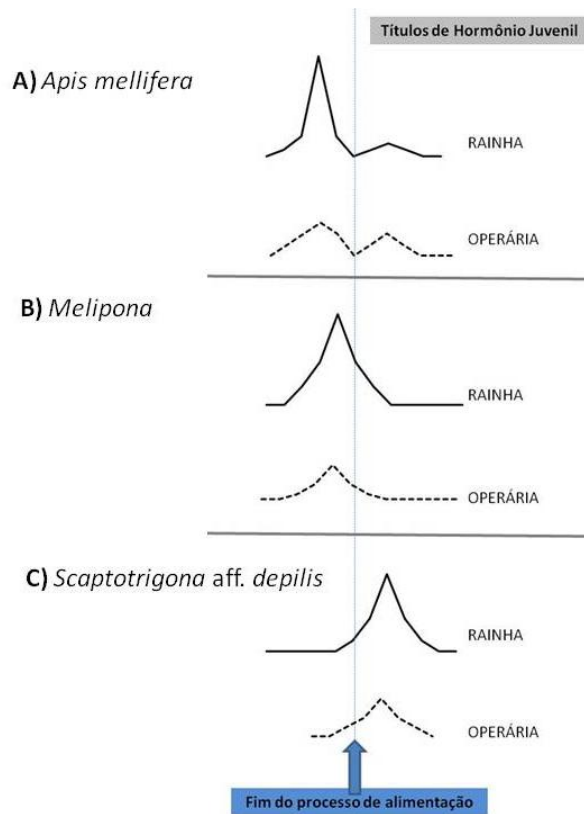 Títulos de Hormônio Juvenil
A) Apis mellifera
RAINHA
OPERÁRIA
B) Melipona
RAINHA
OPERÁRIA
C) Scaptotrigona aff. depilis
RAINHA
OPERÁRIA
Fim do processo de alimentação